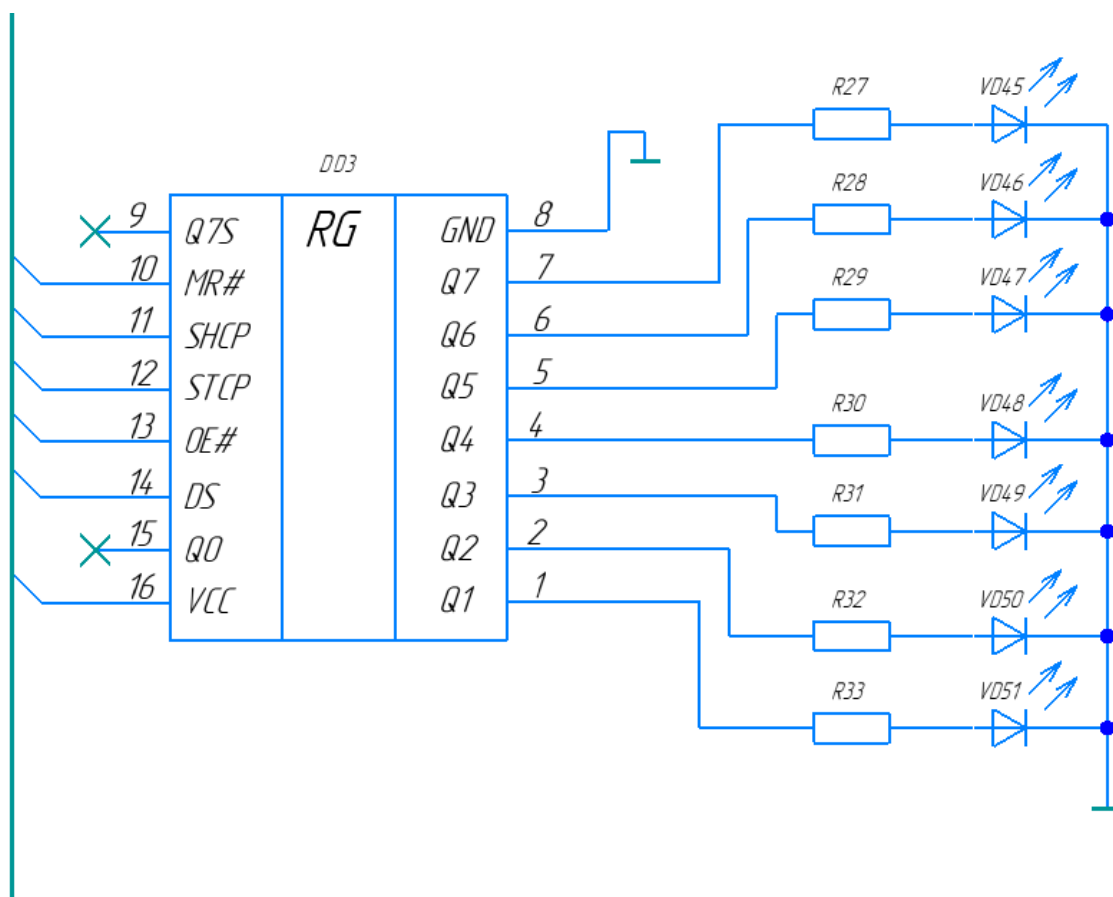 R27 VD45
DD3
R28 VD46
9 Q7S RG GND 8
10 MR# Q7 7
R29 VD47
11 SHCP Q6 6
12 STCP Q5 5
R30 VD48
13 OE# Q4 4
14 DS Q3 3
R31 VD49
15 Q0 Q2 2
16 VCC Q1 1
R32 VD50
R33 VD51